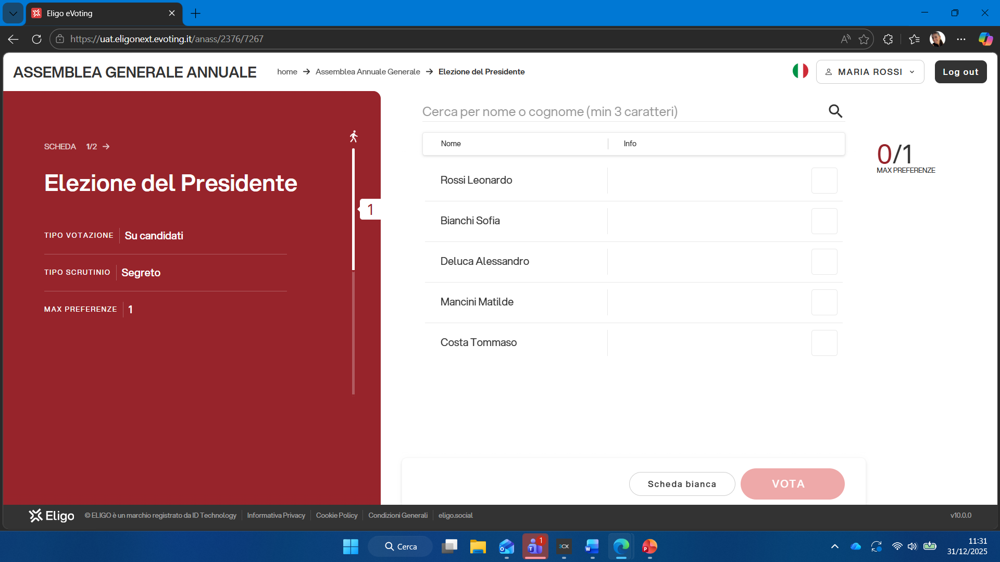 Eligo eVoting
https://uat.eligonext.evoting.it/anass/2376/7267
ASSEMBLEA GENERALE ANNUALE
home → Assemblea Annuale Generale → Elezione del Presidente
MARIA ROSSI
Log out
SCHEDA 1/2 →
Elezione del Presidente
TIPO VOTAZIONE Su candidati
TIPO SCRUTINIO Segreto
MAX PREFERENZE 1
1
Cerca per nome o cognome (min 3 caratteri)
Nome Info
Rossi Leonardo
Bianchi Sofia
Deluca Alessandro
Mancini Matilde
Costa Tommaso
0/1
MAX PREFERENZE
Scheda bianca
VOTA
Eligo
© ELIGO è un marchio registrato da ID Technology
Informativa Privacy
Cookie Policy
Condizioni Generali
eligo.social
v10.0.0
Cerca
1
3CX
11:31
31/12/2025